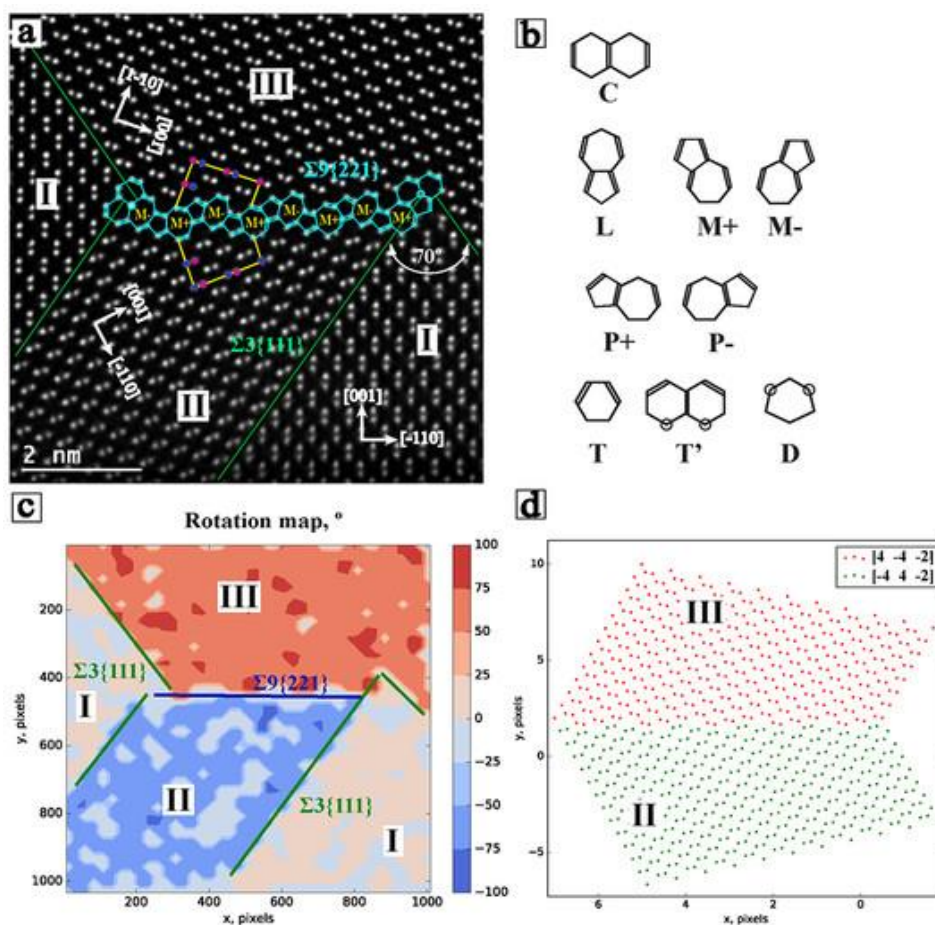 a
III
[1-10]
[001]
Σ9{221}
I
M- M+ M- M+ M- M+ M- M+
70°
[001]
[-110]
Σ3{111}
I
II
[001]
[-110]
2 nm
b
C
L M+ M-
P+ P-
T T' D
c
Rotation map, °
III
Σ3{111}
Σ9{221}
I
II
Σ3{111}
I
200
400
600
800
1000
y, pixels
0 200 400 600 800 1000
x, pixels
100
75
50
25
0
−25
−50
−75
−100
d
[4 -4 -2]
[-4 4 -2]
III
II
10
5
0
−5
y, pixels
6 4 2 0
x, pixels